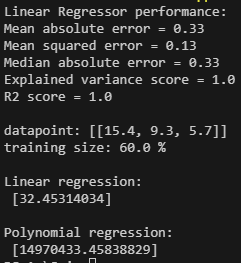 Linear Regressor performance:
Mean absolute error = 0.33
Mean squared error = 0.13
Median absolute error = 0.33
Explained variance score = 1.0
R2 score = 1.0
datapoint: [[15.4, 9.3, 5.7]]
training size: 60.0 %
Linear regression:
[32.45314034]
Polynomial regression:
[14970433.45838829]